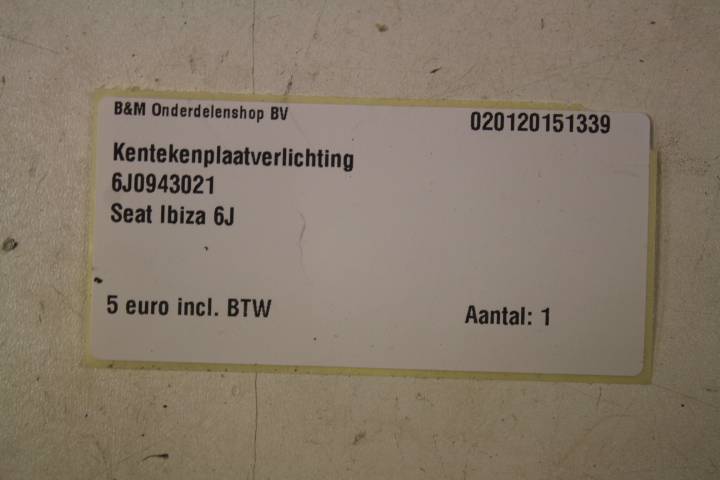 B&M Onderdelenshop BV
020120151339
Kentekenplaatverlichting
6J0943021
Seat Ibiza 6J
5 euro incl. BTW
Aantal: 1